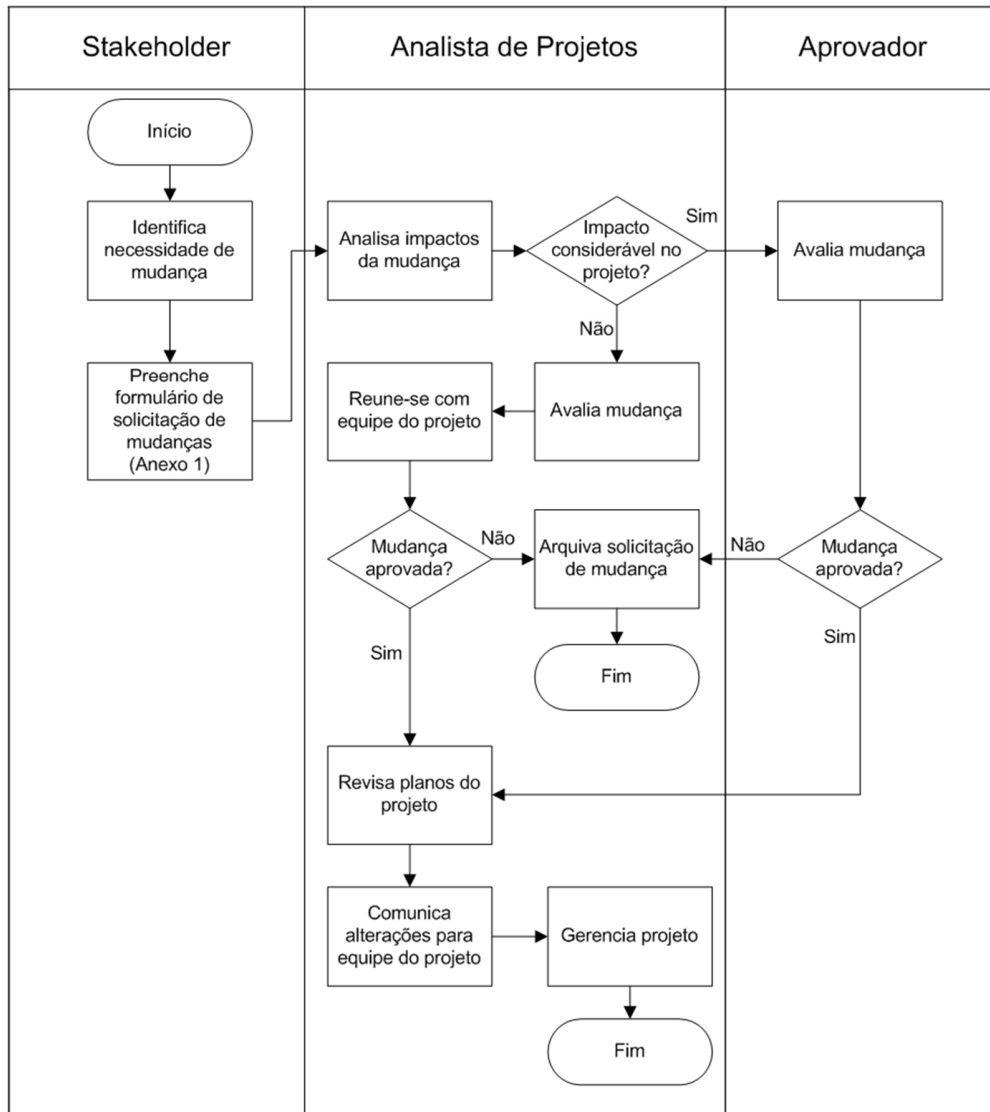 Stakeholder
Analista de Projetos
Aprovador
Início
Identifica
necessidade de
mudança
Preenche
formulário de
solicitação de
mudanças
(Anexo 1)
Analisa impactos
da mudança
Impacto
considerável no
projeto?
Sim
Avalia mudança
Não
Reune-se com
equipe do projeto
Avalia mudança
Mudança
aprovada?
Não
Arquiva solicitação
de mudança
Não
Mudança
aprovada?
Sim
Fim
Sim
Revisa planos do
projeto
Comunica
alterações para
equipe do projeto
Gerencia projeto
Fim